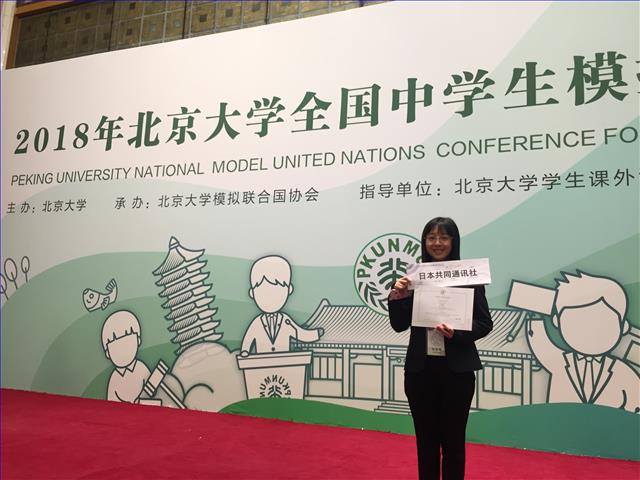 2018年北京大学全国中学生模
PEKING UNIVERSITY NATIONAL MODEL UNITED NATIONS CONFERENCE FO
主 办：北京大学 承 办：北京大学模拟联合国协会 指导单位：北京大学学生课外
PKUNMUN
日本共同通讯社
PKUNMUN